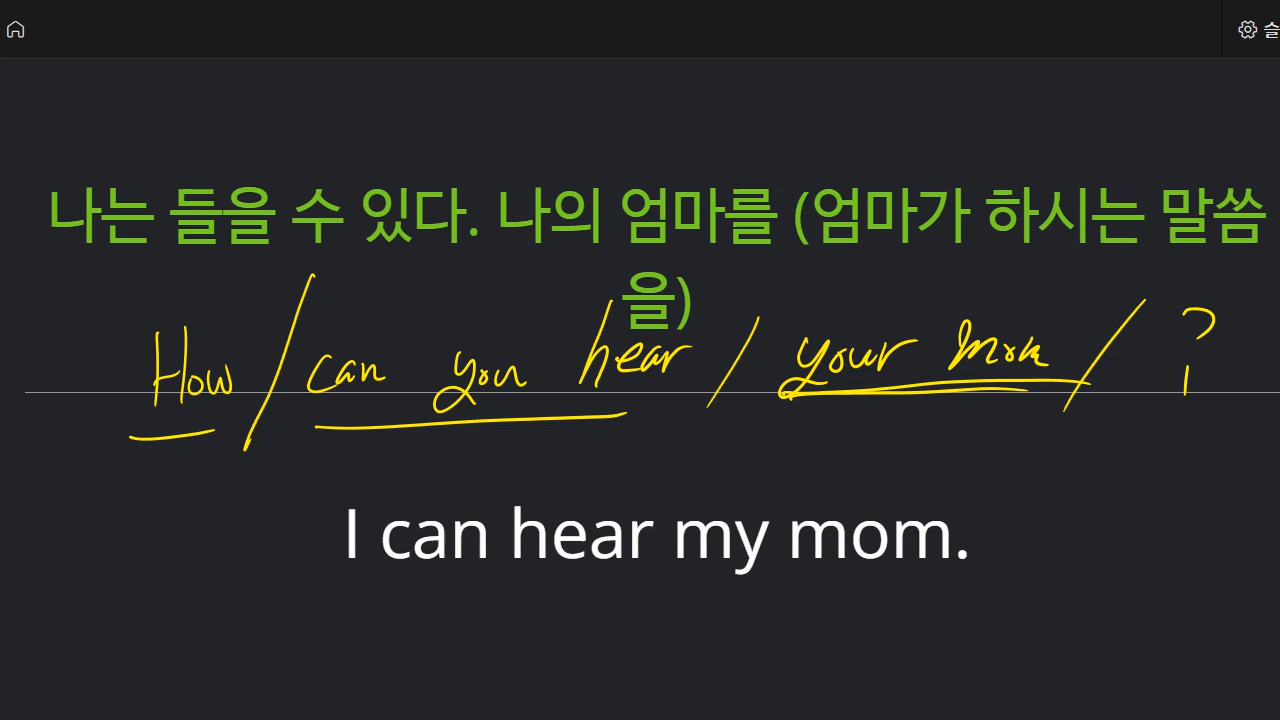 슬
나는 들을 수 있다. 나의 엄마를 (엄마가 하시는 말씀
을)
How / can you hear / your mom / ?
I can hear my mom.